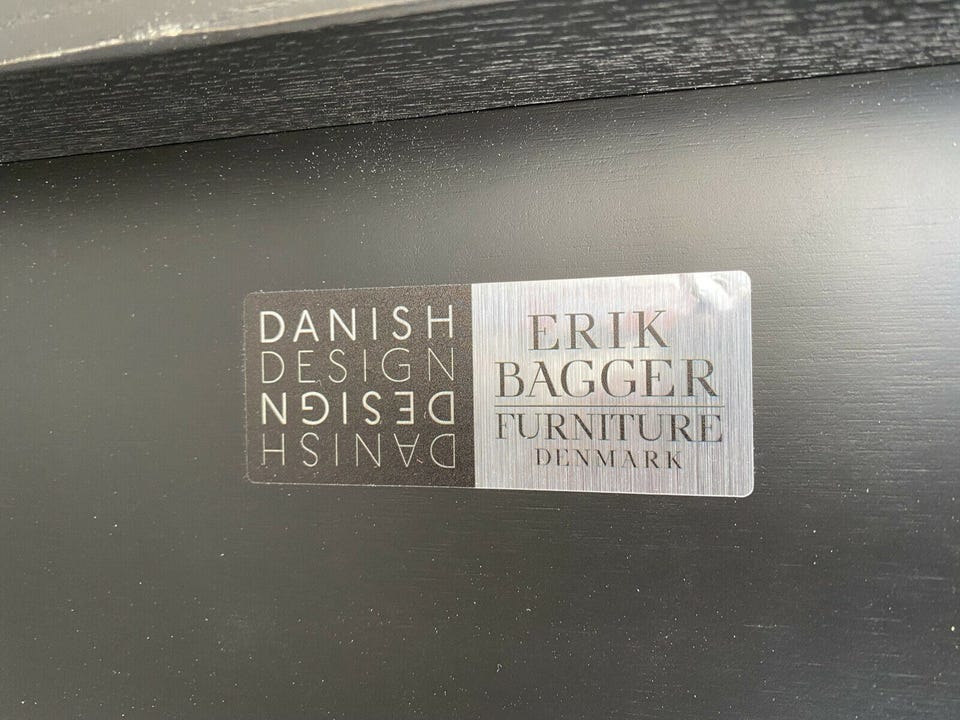 DANISH
DESIGN
DESIGN
DANISH
ERIK
BAGGER
FURNITURE
DENMARK